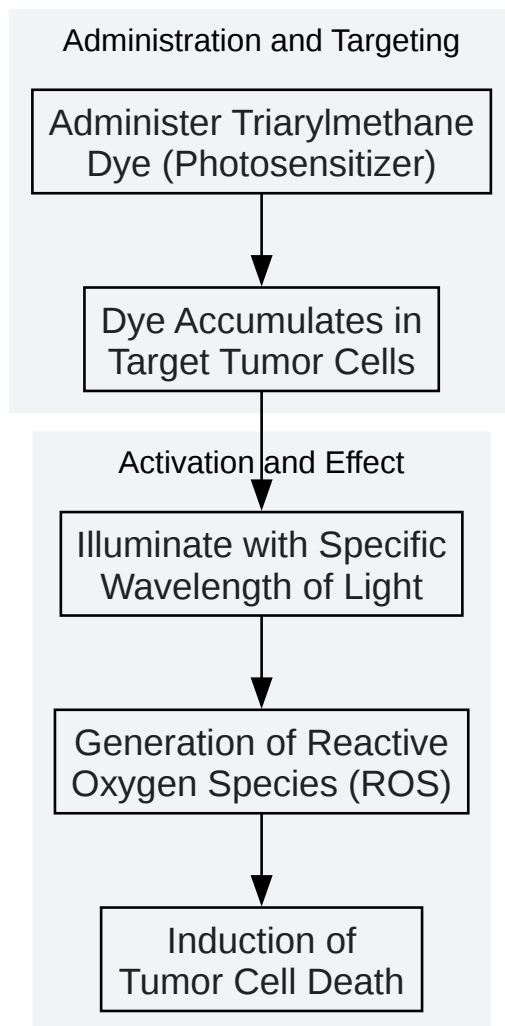 Administration and Targeting
Administer Triarylmethane
Dye (Photosensitizer)
Dye Accumulates in
Target Tumor Cells
Activation and Effect
Illuminate with Specific
Wavelength of Light
Generation of Reactive
Oxygen Species (ROS)
Induction of
Tumor Cell Death